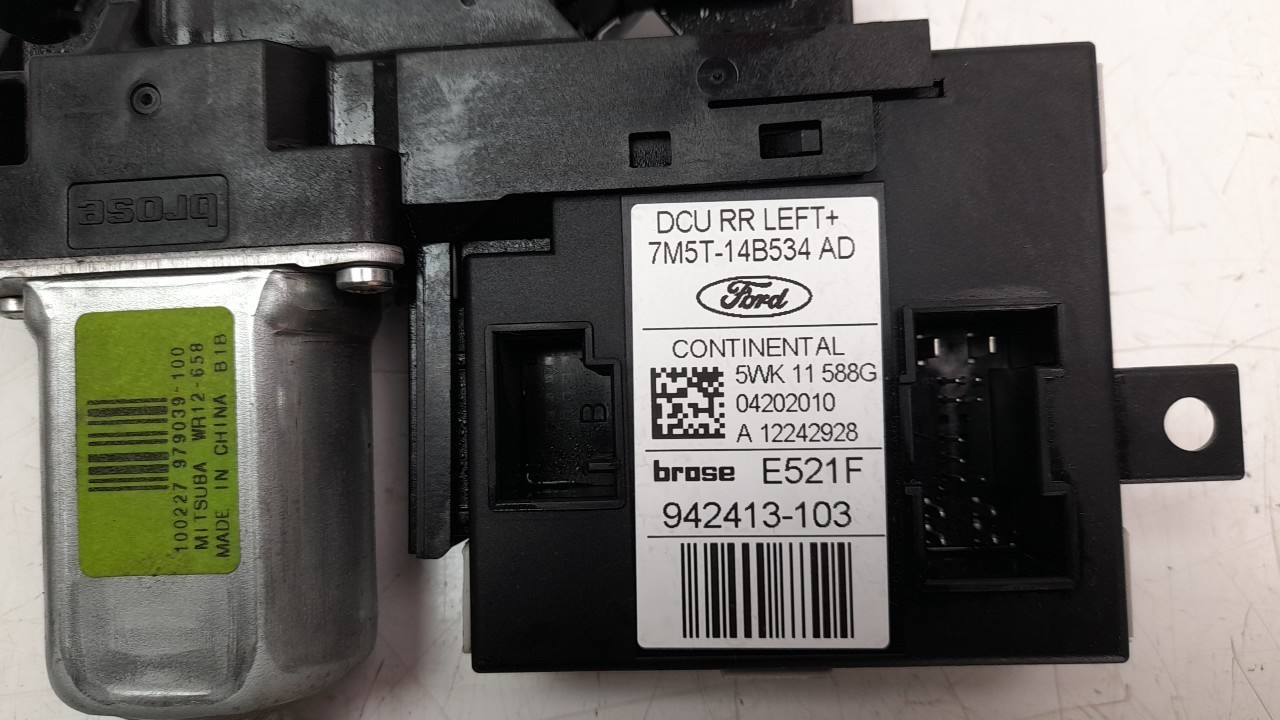 brose
100227 979039-100
MITSUBA WR12-658
MADE IN CHINA B1B
B
DCU RR LEFT+
7M5T-14B534 AD
Ford
CONTINENTAL
5WK 11 588G
04202010
A 12242928
brose E521F
942413-103